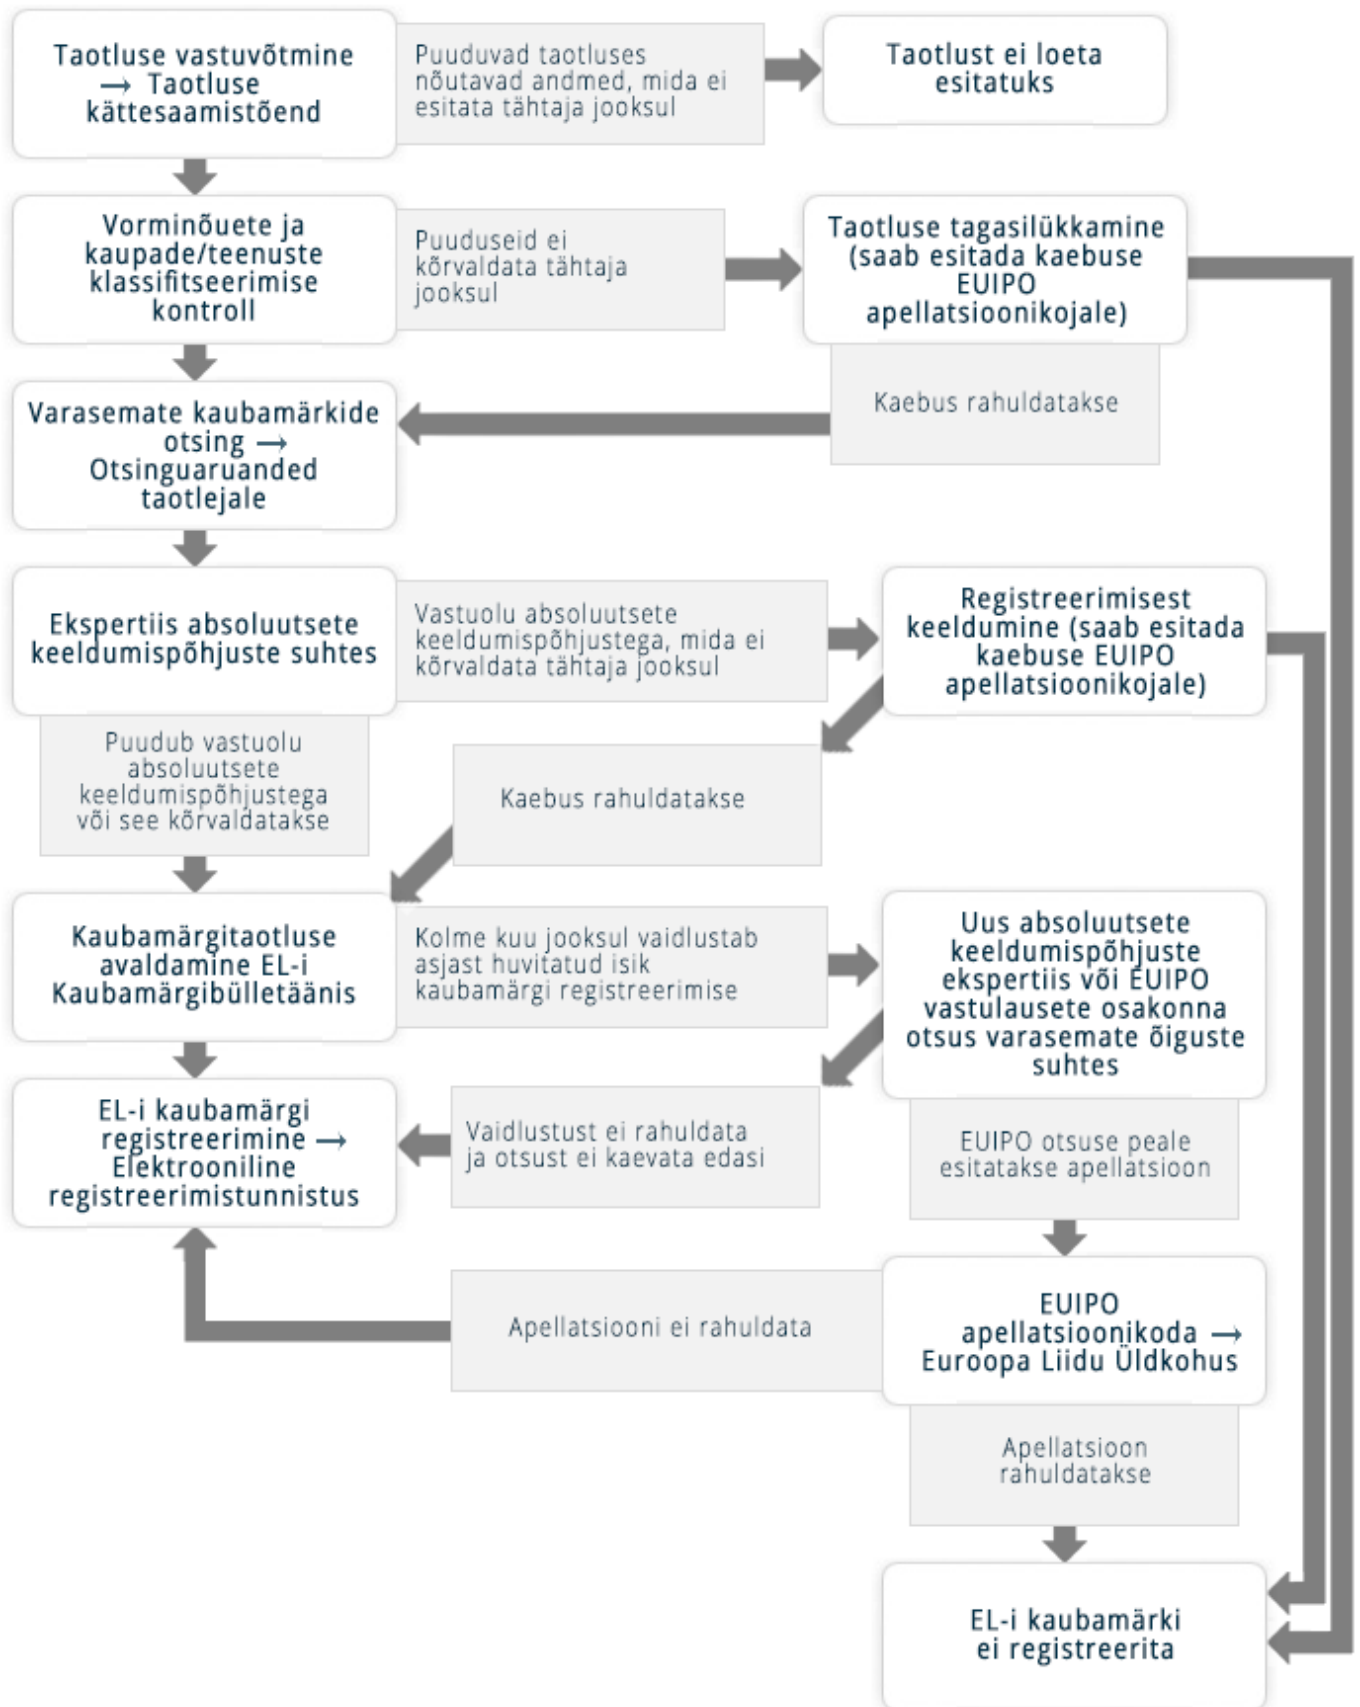 Taotluse vastuvõtmine
→ Taotluse
kättesaamistõend
Puuduvad taotluses
nõutavad andmed, mida ei
esitata tähtaja jooksul
Taotlust ei loeta
esitatuks
Vorminõuete ja
kaupade/teenuste
klassifitseerimise
kontroll
Puuduseid ei
kõrvaldata tähtaja
jooksul
Taotluse tagasilükkamine
(saab esitada kaebuse
EUIPO
apellatsioonikojale)
Kaebus rahuldatakse
Varasemate kaubamärkide
otsing →
Otsinguaruanded
taotlejale
Ekspertiis absoluutsete
keeldumispõhjuste suhtes
Vastuolu absoluutsete
keeldumispõhjustega, mida ei
kõrvaldata tähtaja jooksul
Registreerimisest
keeldumine (saab esitada
kaebuse EUIPO
apellatsioonikojale)
Puudub vastuolu
absoluutsete
keeldumispõhjustega
või see kõrvaldatakse
Kaebus rahuldatakse
Kaubamärgitaotluse
avaldamine EL-i
Kaubamärgibülletäänis
Kolme kuu jooksul vaidlustab
asjast huvitatud isik
kaubamärgi registreerimise
Uus absoluutsete
keeldumispõhjuste
ekspertiis või EUIPO
vastulausete osakonna
otsus varasemate õiguste
suhtes
EL-i kaubamärgi
registreerimine →
Elektrooniline
registreerimistunnistus
Vaidlustust ei rahuldata
ja otsust ei kaevata edasi
EUIPO otsuse peale
esitatakse apellatsioon
Apellatsiooni ei rahuldata
EUIPO
apellatsioonikoda →
Euroopa Liidu Üldkohus
Apellatsioon
rahuldatakse
EL-i kaubamärki
ei registreerita